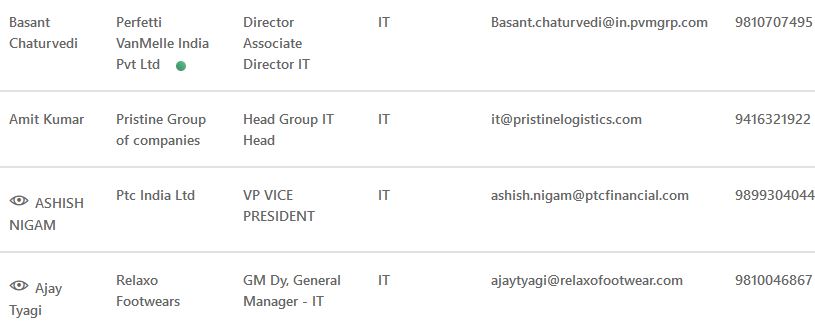 Basant Perfetti Director IT Basant.chaturvedi@in.pvmgrp.com 9810707495
Chaturvedi VanMelle India Associate
Pvt Ltd Director IT
Amit Kumar Pristine Group Head Group IT IT it@pristinelogistics.com 9416321922
of companies Head
ASHISH Ptc India Ltd VP VICE IT ashish.nigam@ptcfinancial.com 9899304044
NIGAM PRESIDENT
Ajay Relaxo GM Dy, General IT ajaytyagi@relaxofootwear.com 9810046867
Tyagi Footwears Manager - IT